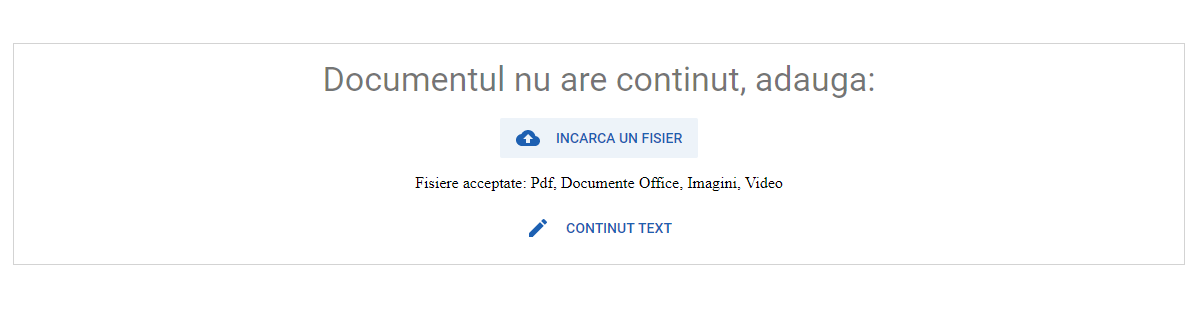 Documentul nu are continut, adauga:
INCARCA UN FISIER
Fisiere acceptate: Pdf, Documente Office, Imagini, Video
CONTINUT TEXT